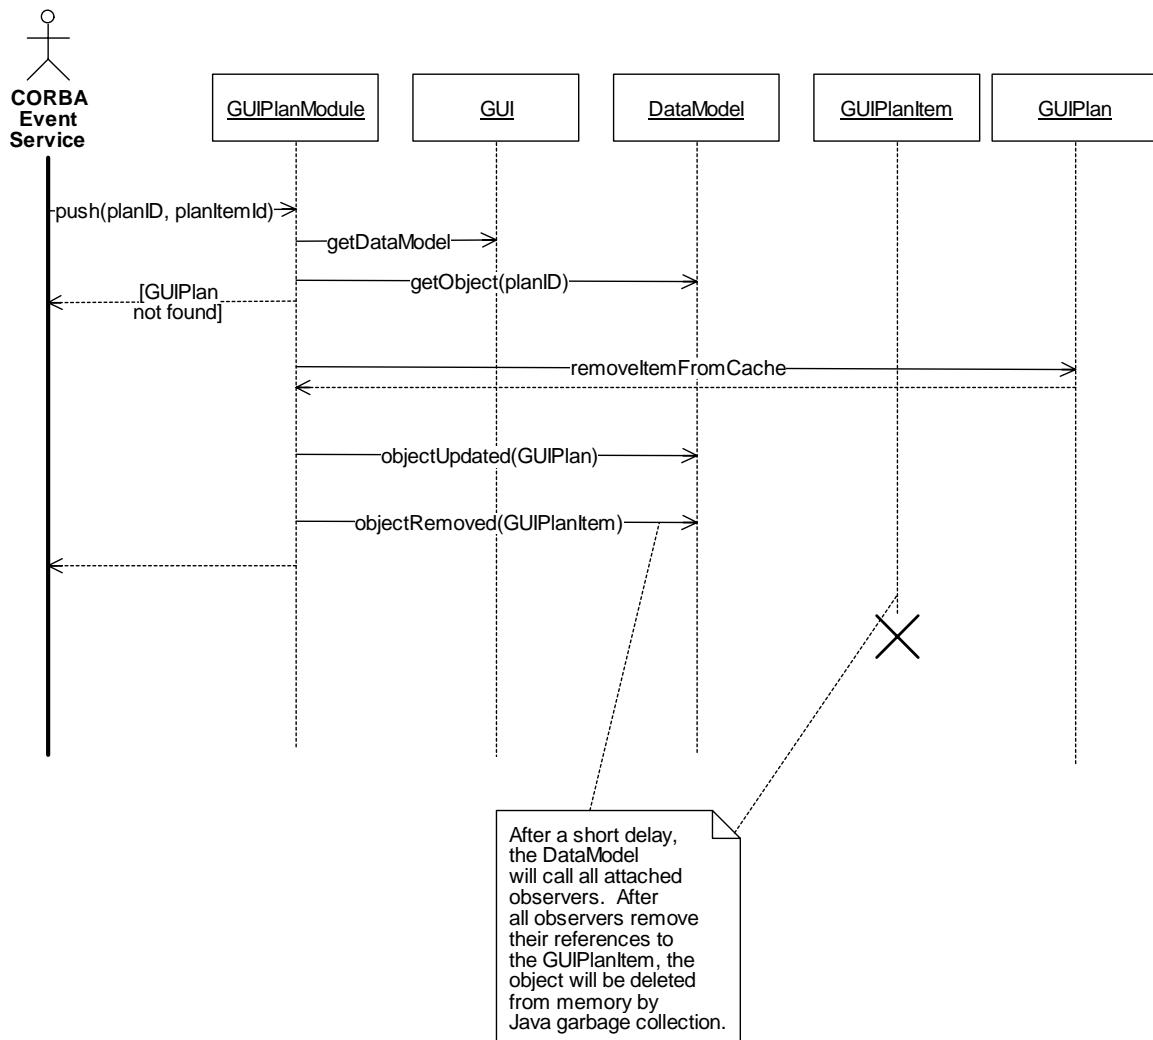 CORBA
Event
Service
GUIPlanModule
GUI
DataModel
GUIPlanItem
GUIPlan
push(planID, planItemId)
getDataModel
getObject(planID)
[GUIPlan
not found]
removeItemFromCache
objectUpdated(GUIPlan)
objectRemoved(GUIPlanItem)
After a short delay,
the DataModel
will call all attached
observers.  After
all observers remove
their references to
the GUIPlanItem, the
object will be deleted
from memory by
Java garbage collection.